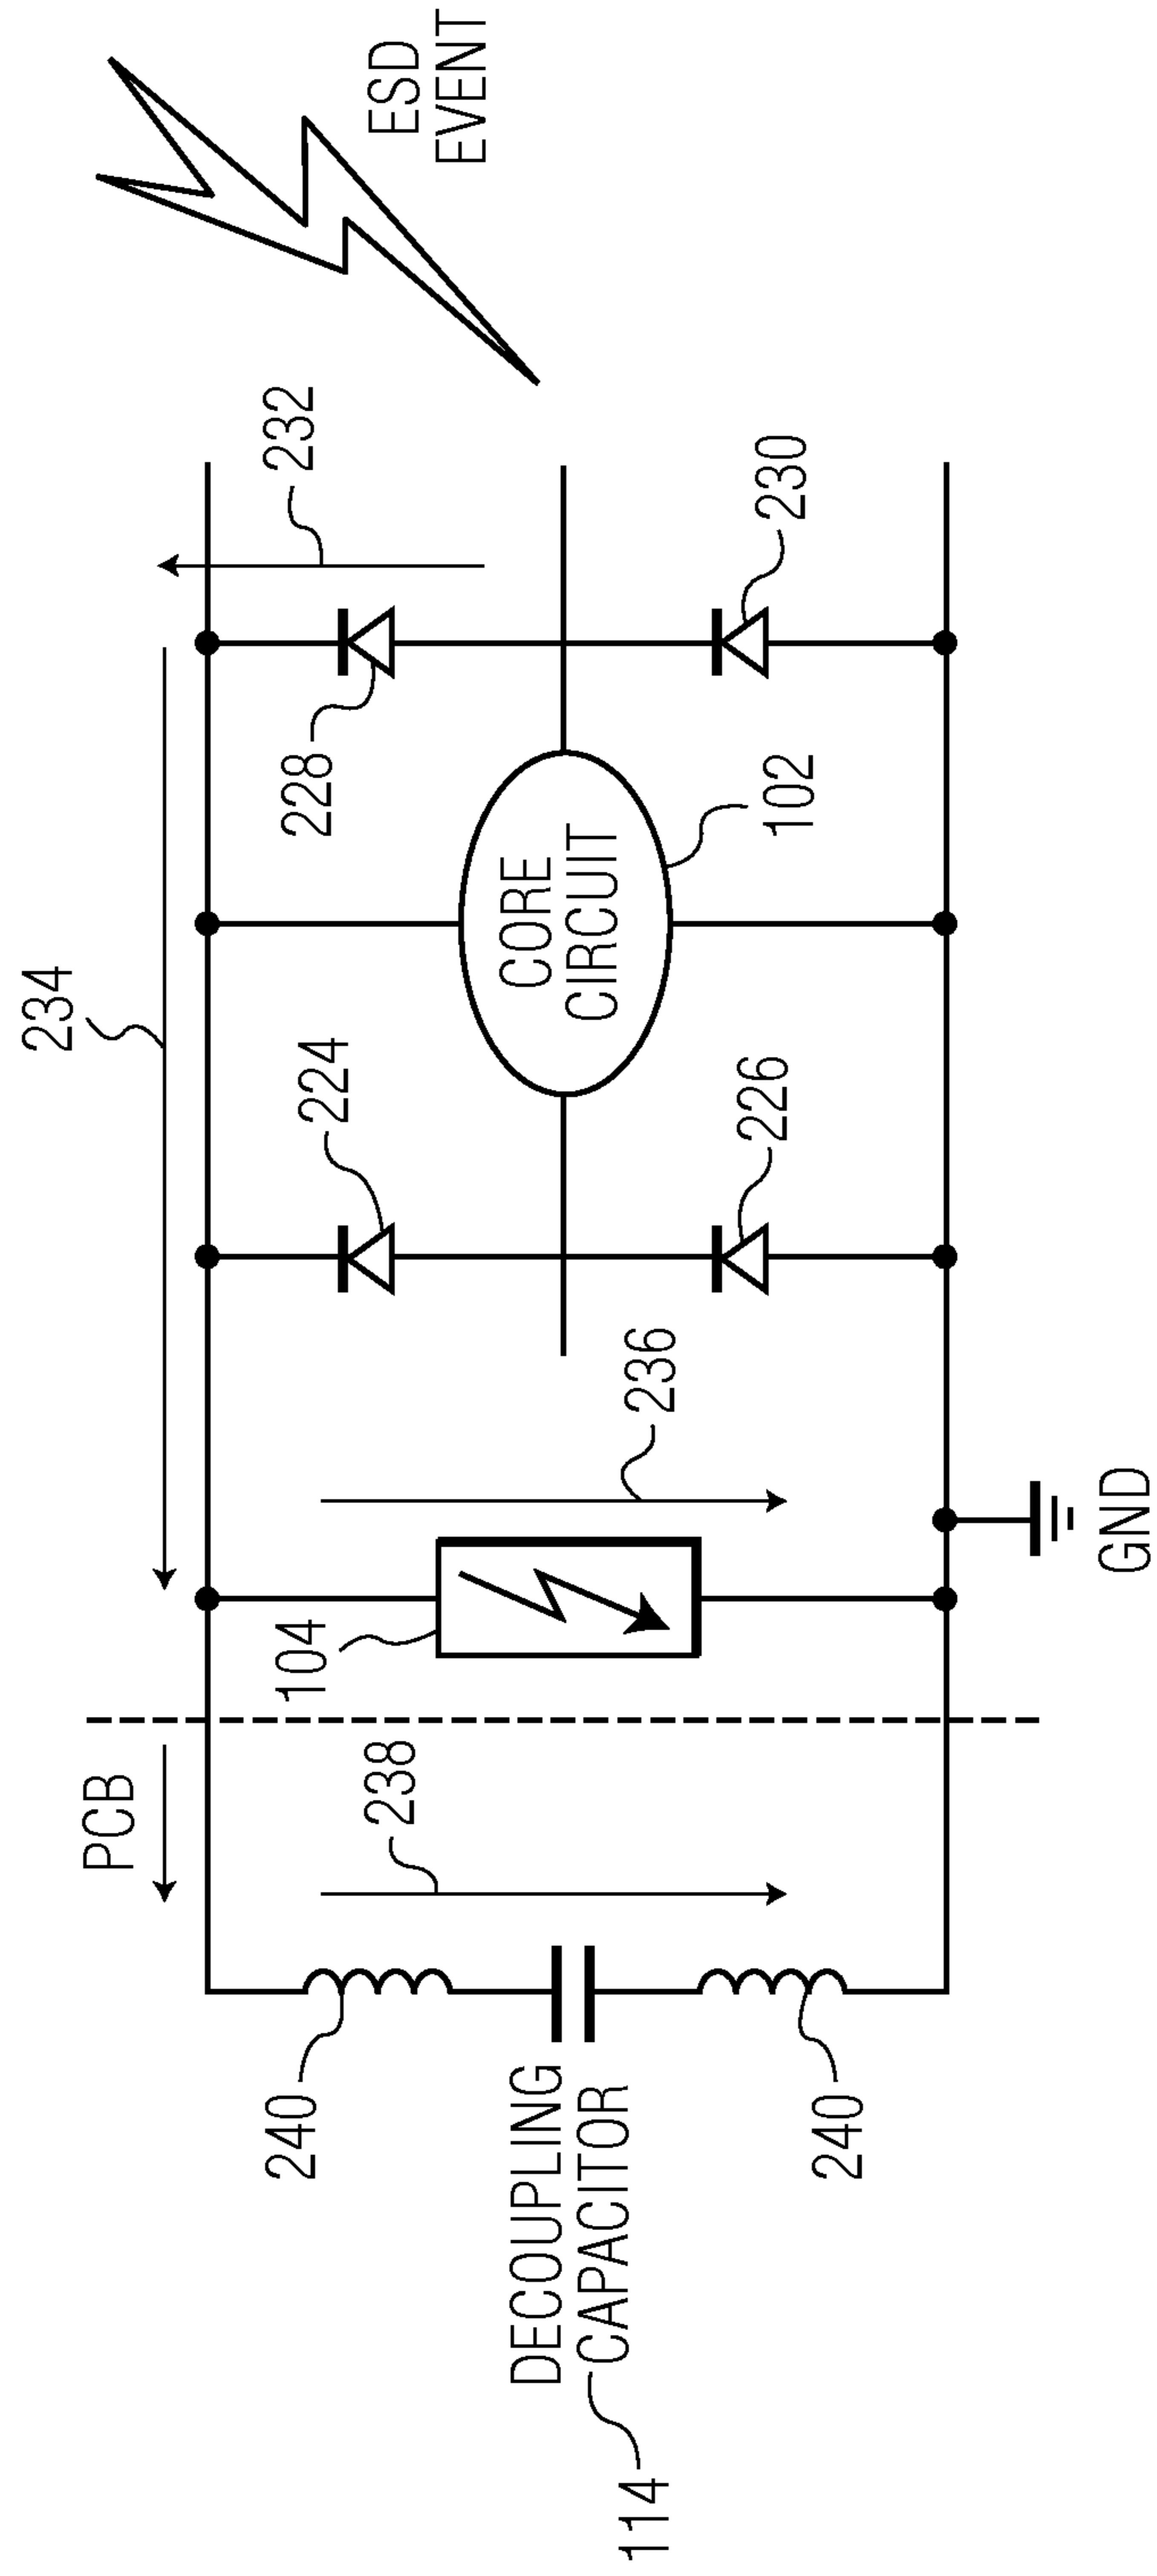 ESD
EVENT
232
230
228
102
CORE
CIRCUIT
234
224
226
236
104
GND
PCB
238
240
240
DECOUPLING
CAPACITOR
114